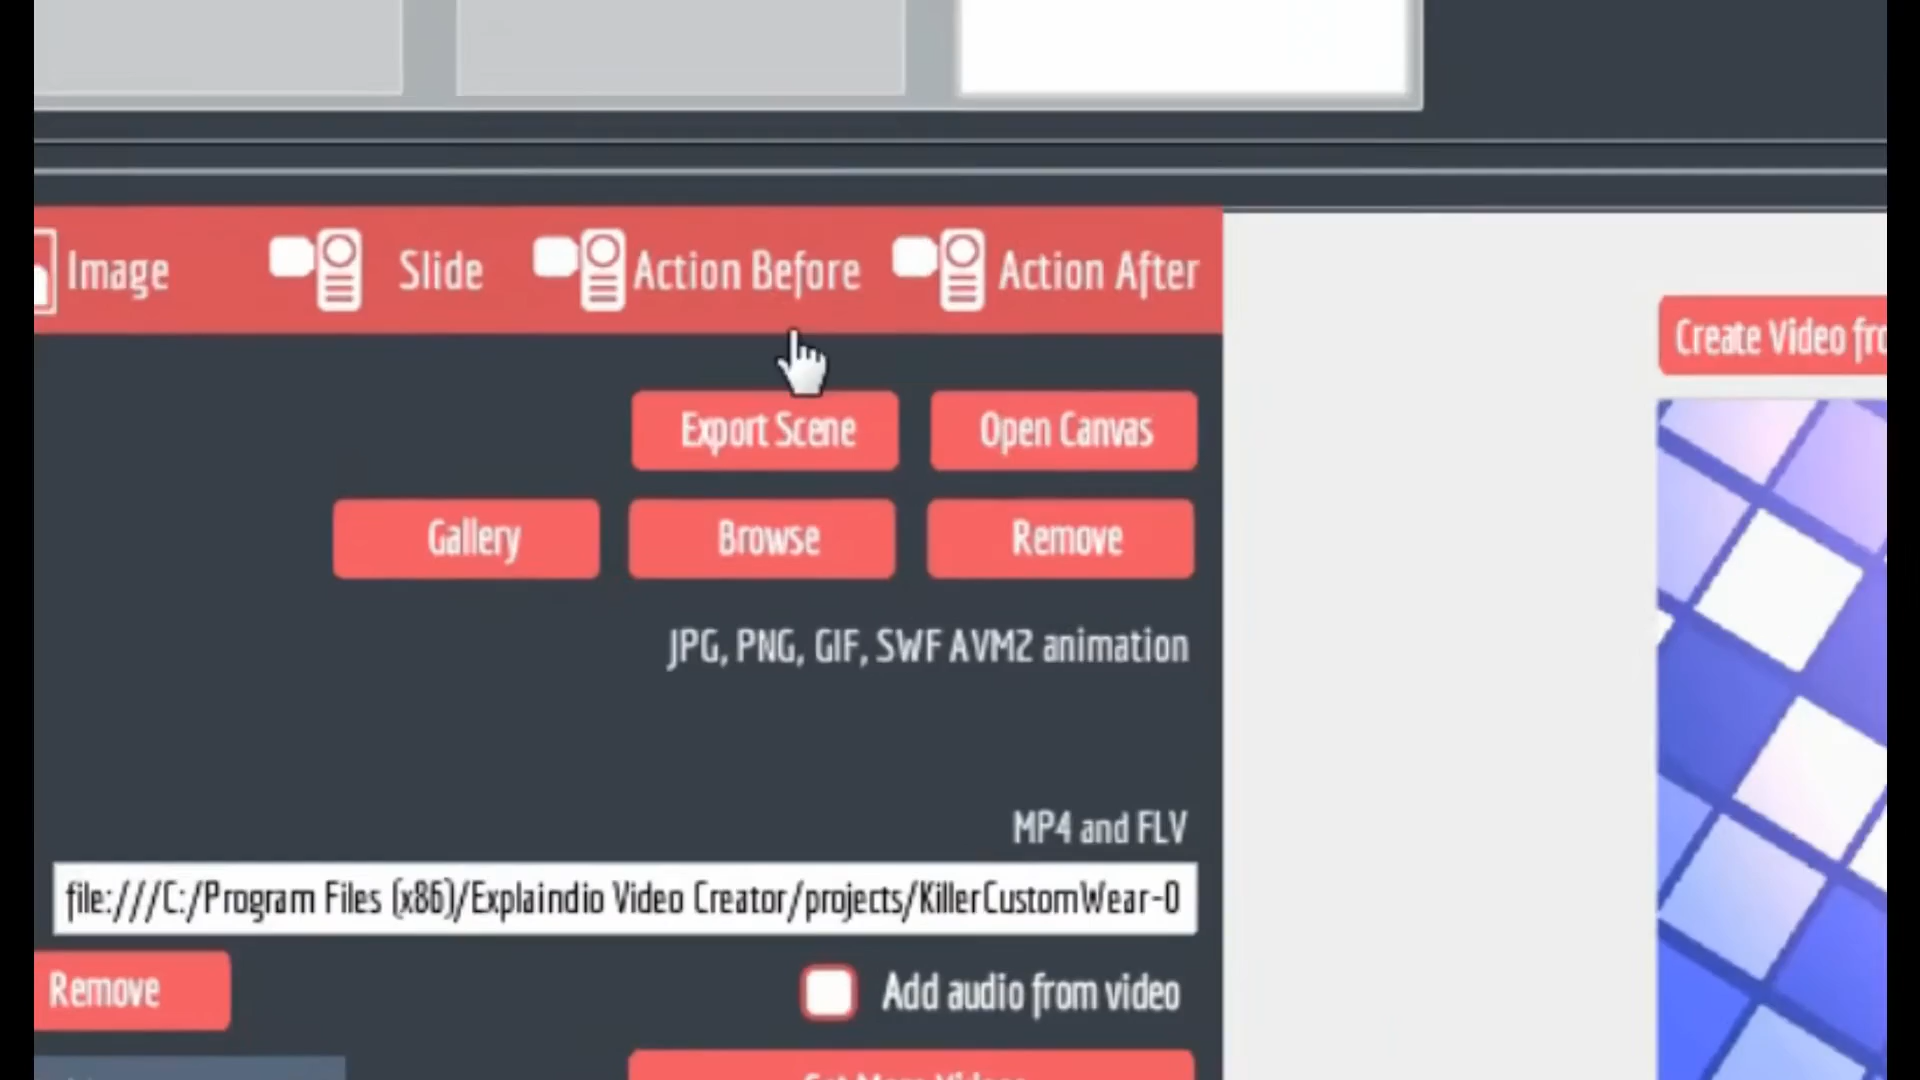 Image Slide Action Before Action After
Create Video fro
Export Scene Open Canvas
Gallery Browse Remove
JPG, PNG, GIF, SWF AVM2 animation
MP4 and FLV
file:///C:/Program Files (x86)/Explaindio Video Creator/projects/KillerCustomWear-0
Remove Add audio from video